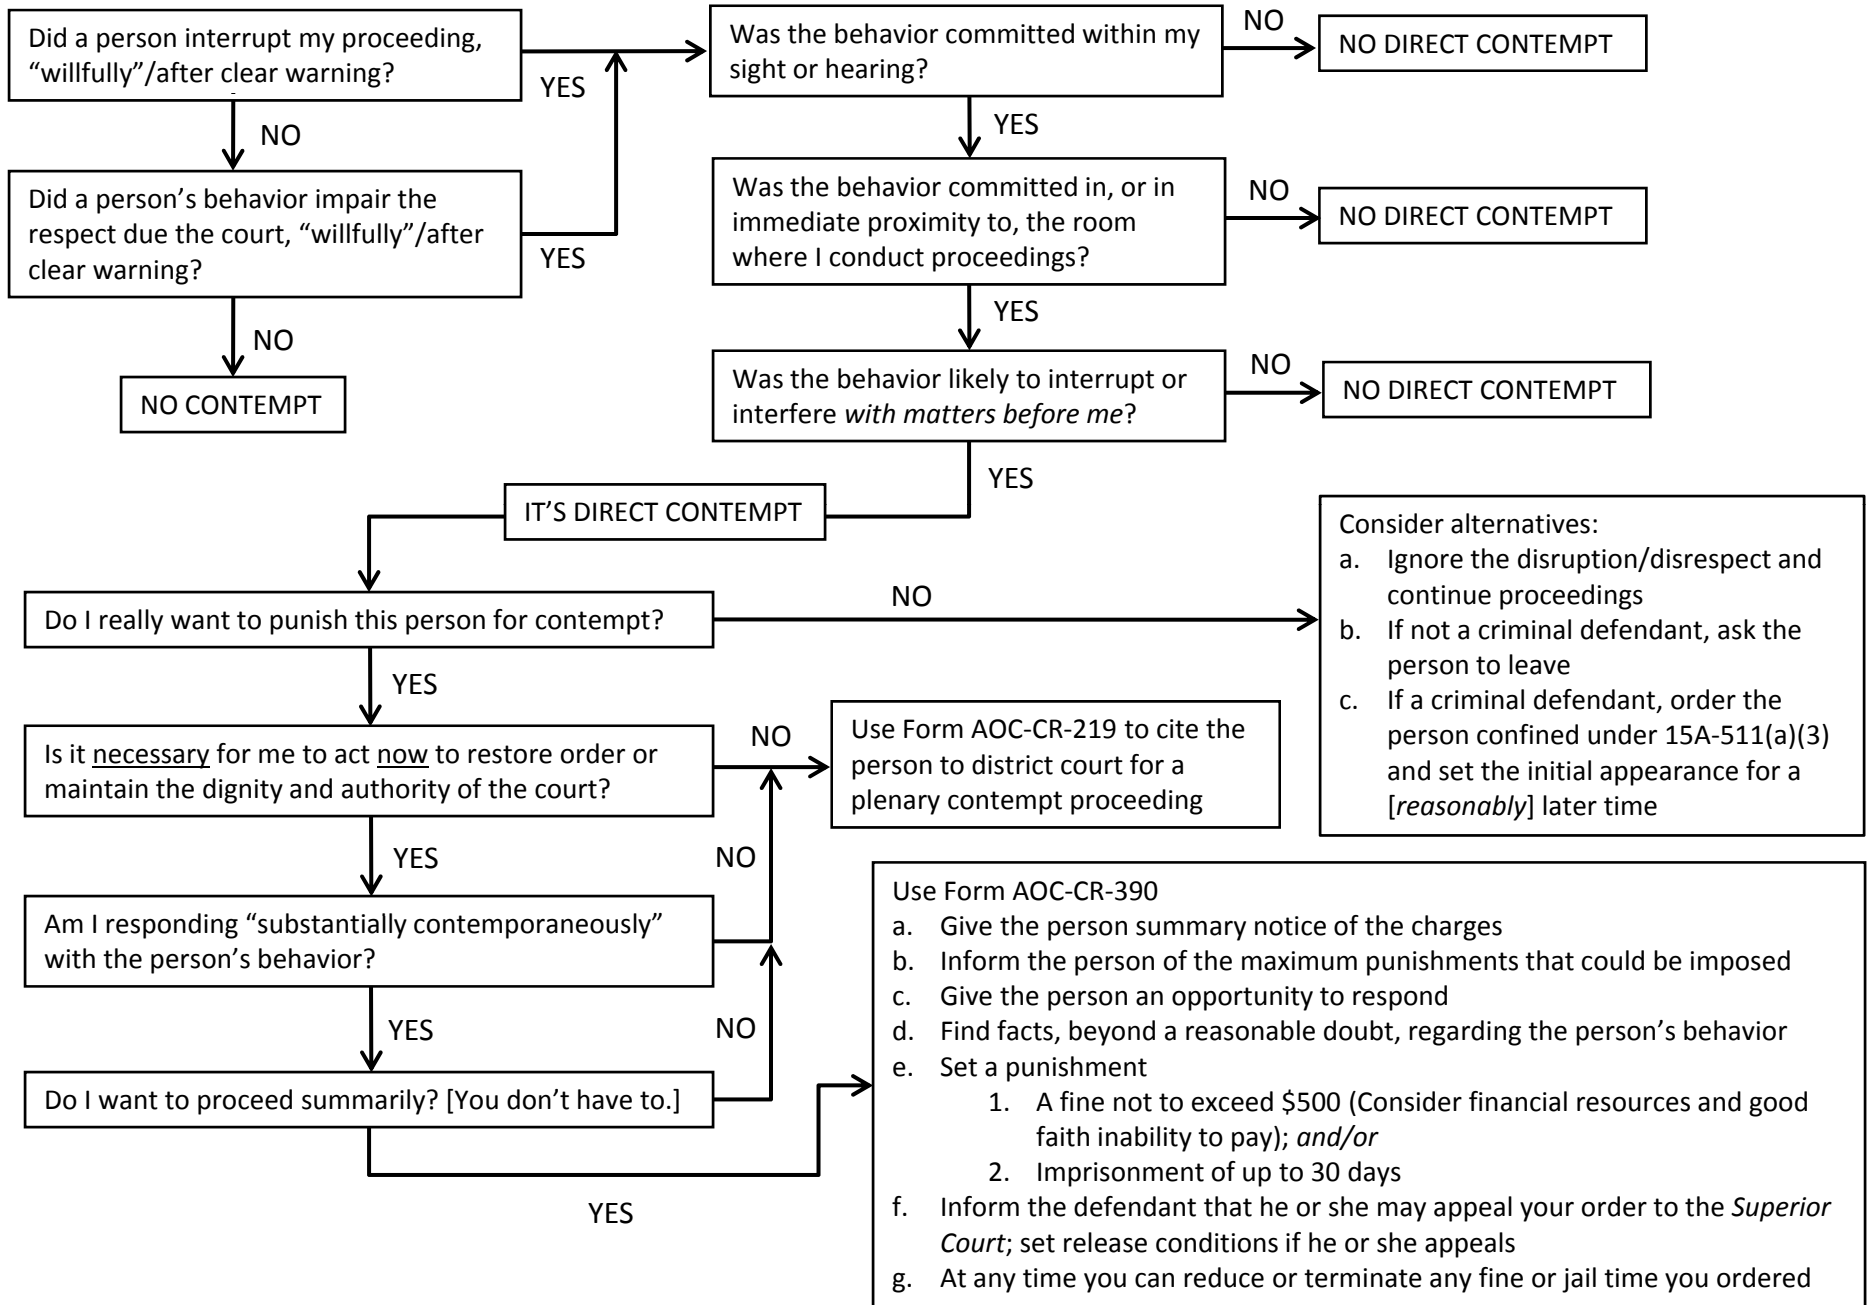 Did a person interrupt my proceeding,
“willfully”/after clear warning?
YES
NO
Did a person’s behavior impair the
respect due the court, “willfully”/after
clear warning?
YES
NO
NO CONTEMPT
Was the behavior committed within my
sight or hearing?
NO
NO DIRECT CONTEMPT
YES
Was the behavior committed in, or in
immediate proximity to, the room
where I conduct proceedings?
NO
NO DIRECT CONTEMPT
YES
Was the behavior likely to interrupt or
interfere with matters before me?
NO
NO DIRECT CONTEMPT
YES
IT’S DIRECT CONTEMPT
Do I really want to punish this person for contempt?
NO
Consider alternatives:
a. Ignore the disruption/disrespect and
continue proceedings
b. If not a criminal defendant, ask the
person to leave
c. If a criminal defendant, order the
person confined under 15A-511(a)(3)
and set the initial appearance for a
[reasonably] later time
YES
Is it necessary for me to act now to restore order or
maintain the dignity and authority of the court?
NO
Use Form AOC-CR-219 to cite the
person to district court for a
plenary contempt proceeding
YES
NO
Am I responding “substantially contemporaneously”
with the person’s behavior?
YES
NO
Do I want to proceed summarily? [You don’t have to.]
YES
Use Form AOC-CR-390
a. Give the person summary notice of the charges
b. Inform the person of the maximum punishments that could be imposed
c. Give the person an opportunity to respond
d. Find facts, beyond a reasonable doubt, regarding the person’s behavior
e. Set a punishment
1. A fine not to exceed $500 (Consider financial resources and good
faith inability to pay); and/or
2. Imprisonment of up to 30 days
f. Inform the defendant that he or she may appeal your order to the Superior
Court; set release conditions if he or she appeals
g. At any time you can reduce or terminate any fine or jail time you ordered